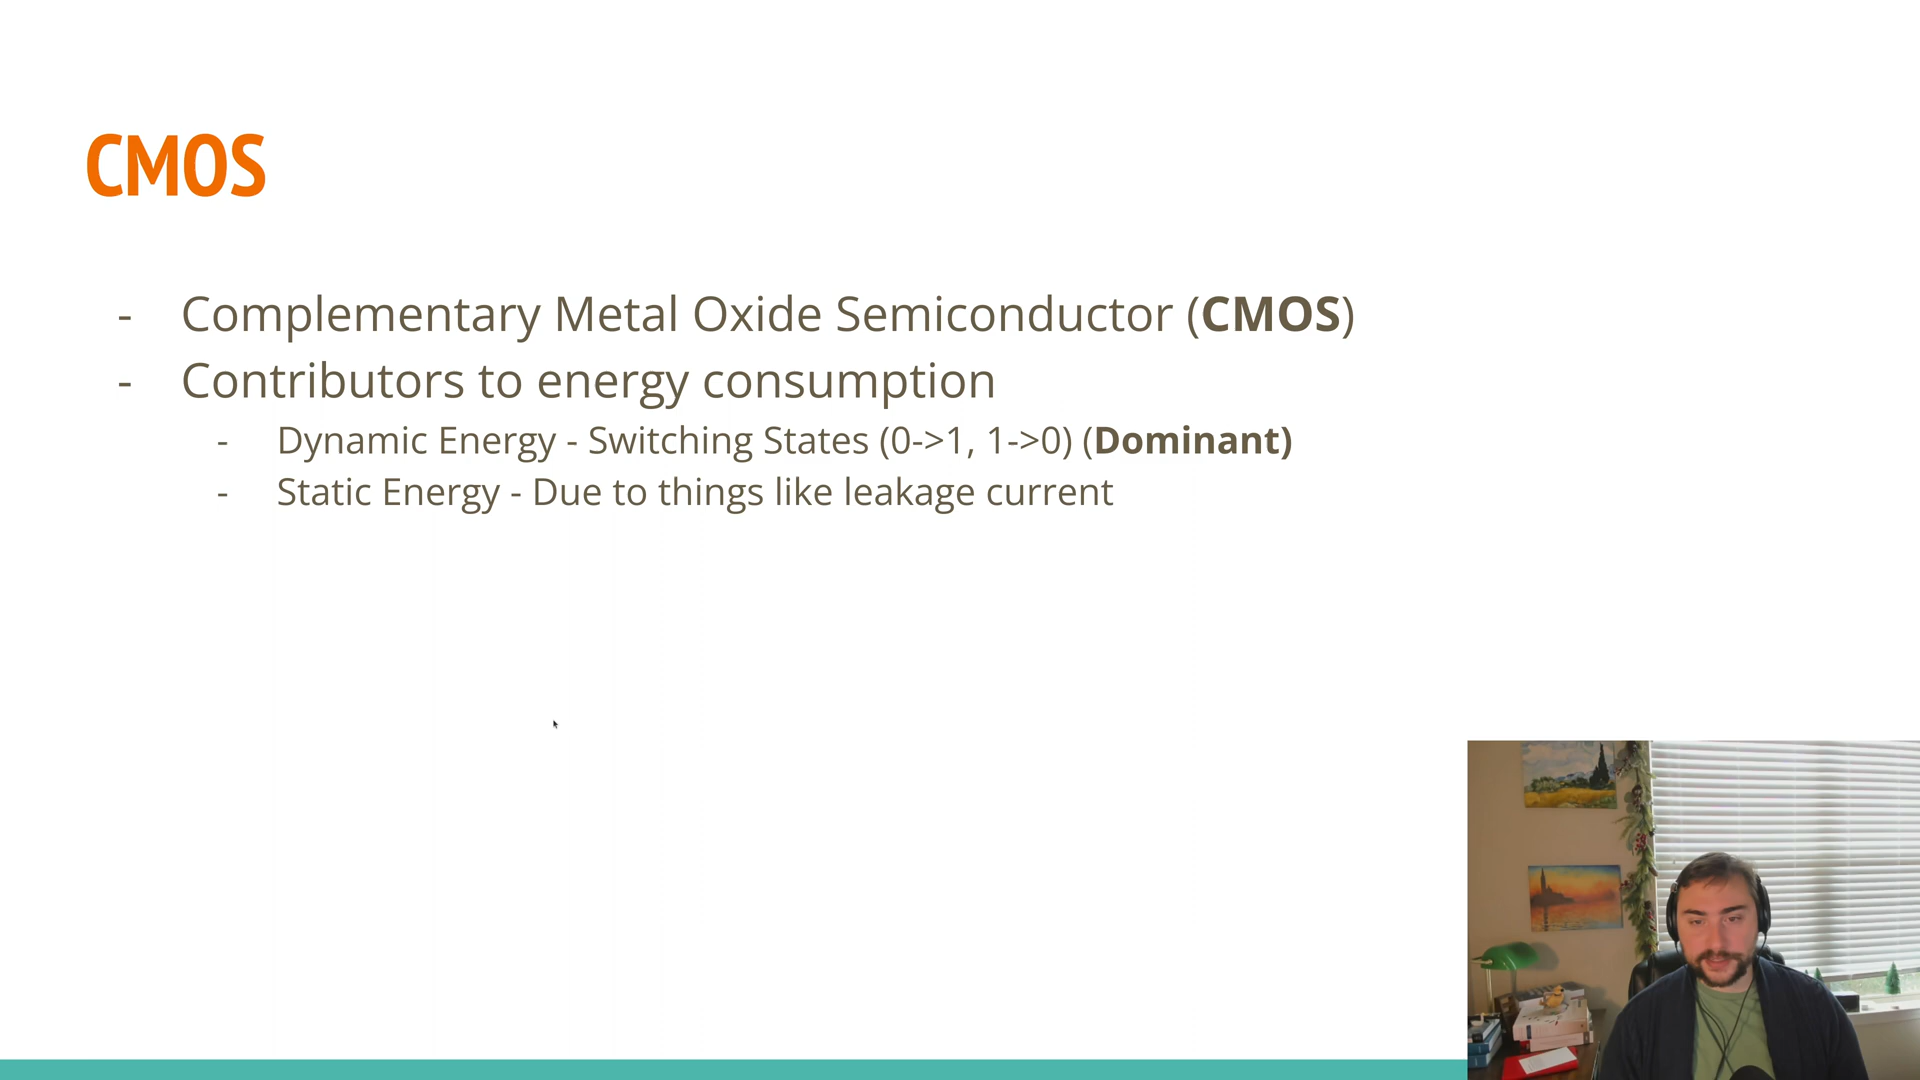 CMOS
- Complementary Metal Oxide Semiconductor (CMOS)
- Contributors to energy consumption
- Dynamic Energy - Switching States (0->1, 1->0) (Dominant)
- Static Energy - Due to things like leakage current